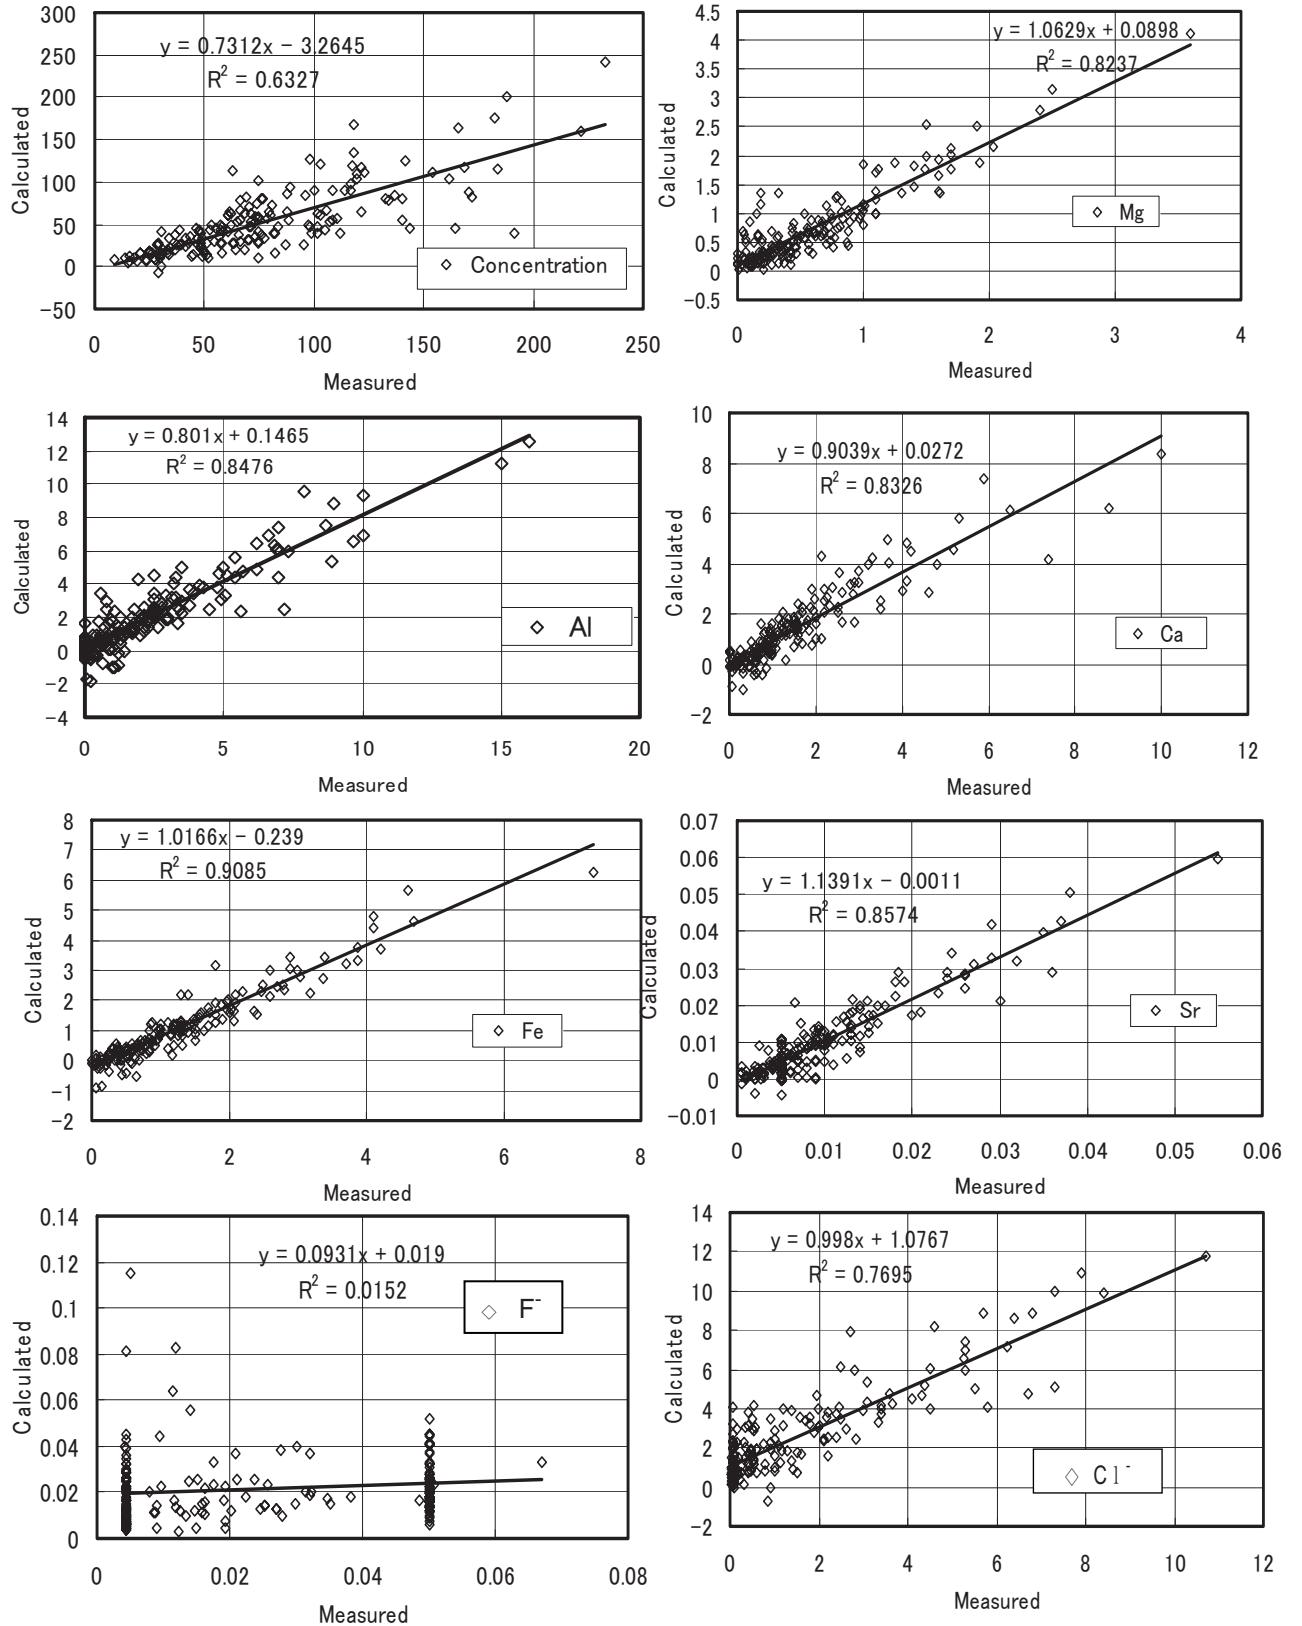 300
250
200
150
100
50
0
−50
Calculated
y = 0.7312x − 3.2645
R² = 0.6327
Concentration
0 50 100 150 200 250
Measured
4.5
4
3.5
3
2.5
2
1.5
1
0.5
0
−0.5
Calculated
y = 1.0629x + 0.0898
R² = 0.8237
Mg
0 1 2 3 4
Measured
14
12
10
8
6
4
2
0
−2
−4
Calculated
y = 0.801x + 0.1465
R² = 0.8476
Al
0 5 10 15 20
Measured
10
8
6
4
2
0
−2
Calculated
y = 0.9039x + 0.0272
R² = 0.8326
Ca
0 2 4 6 8 10 12
Measured
8
7
6
5
4
3
2
1
0
−1
−2
Calculated
y = 1.0166x − 0.239
R² = 0.9085
Fe
0 2 4 6 8
Measured
0.07
0.06
0.05
0.04
0.03
0.02
0.01
0
−0.01
Calculated
y = 1.1391x − 0.0011
R² = 0.8574
Sr
0 0.01 0.02 0.03 0.04 0.05 0.06
Measured
0.14
0.12
0.1
0.08
0.06
0.04
0.02
0
Calculated
y = 0.0931x + 0.019
R² = 0.0152
F⁻
0 0.02 0.04 0.06 0.08
Measured
14
12
10
8
6
4
2
0
−2
Calculated
y = 0.998x + 1.0767
R² = 0.7695
Cl⁻
0 2 4 6 8 10 12
Measured